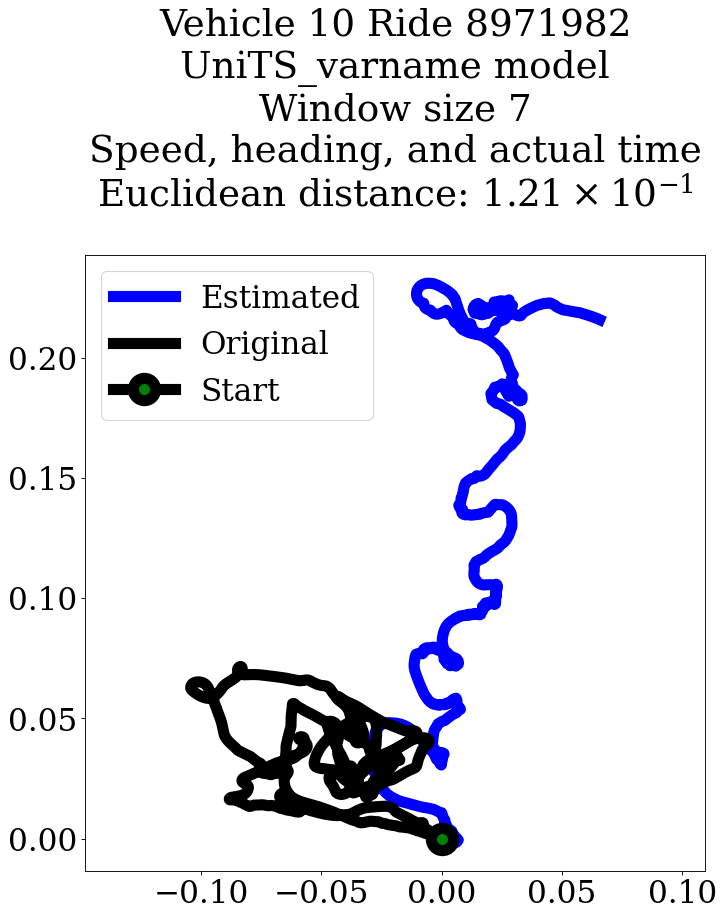 Vehicle 10 Ride 8971982
UniTS_varname model
Window size 7
Speed, heading, and actual time
Euclidean distance: 1.21 × 10⁻¹
Estimated
Original
Start
0.20
0.15
0.10
0.05
0.00
−0.10 −0.05 0.00 0.05 0.10